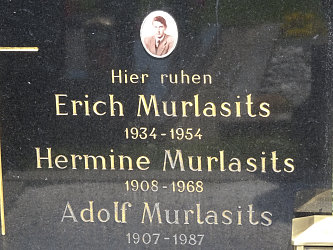 Hier ruhen
Erich Murlasits
1934-1954
Hermine Murlasits
1908-1968
Adolf Murlasits
1907-1987